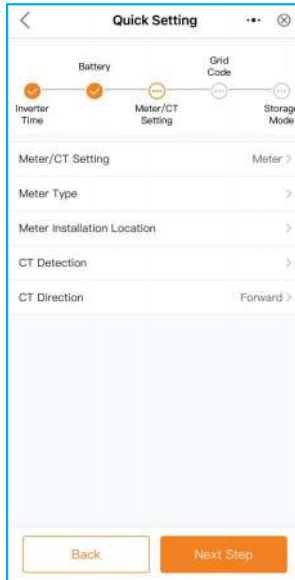 Quick Setting
Battery
Grid
Code
Inverter
Time
Meter/CT
Setting
Storage
Mode
Meter/CT Setting Meter
Meter Type
Meter Installation Location
CT Detection
CT Direction Forward
Back Next Step